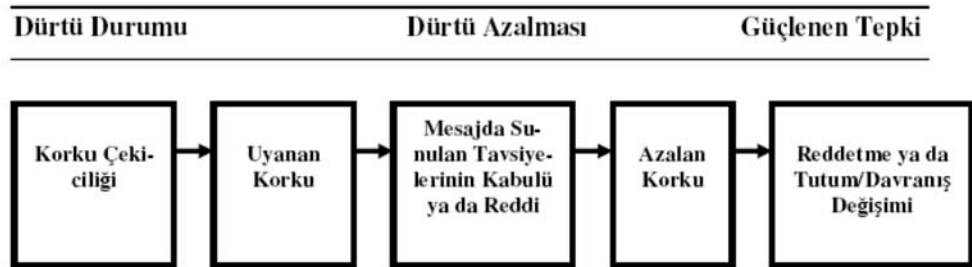 Dürtü Durumu Dürtü Azalması Güçlenen Tepki
Korku Çeki-
ciliği
Uyanan
Korku
Mesajda Su-
nulan Tavsiye-
lerinin Kabulü
ya da Reddi
Azalan
Korku
Reddetme ya da
Tutum/Davranış
Değişimi